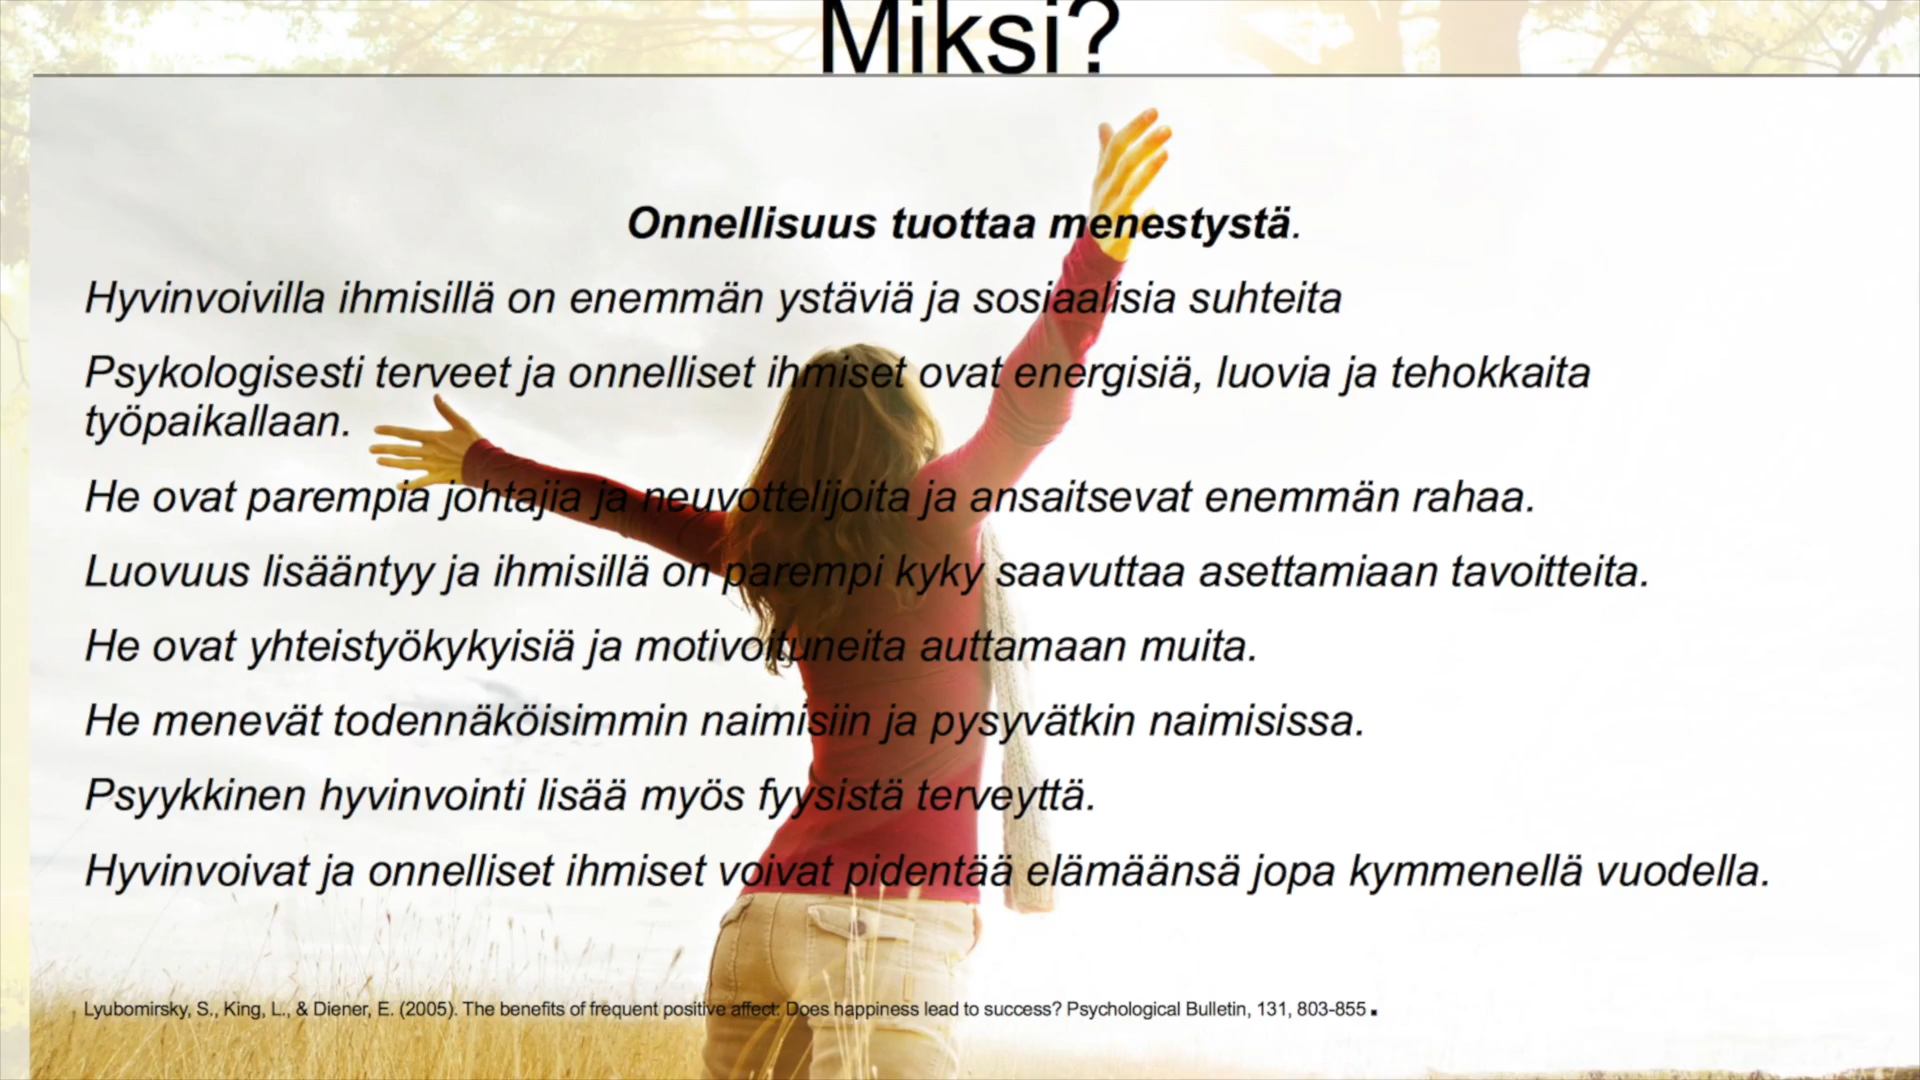 Miksi?
Onnellisuus tuottaa menestystä.
Hyvinvoivilla ihmisillä on enemmän ystäviä ja sosiaalisia suhteita
Psykologisesti terveet ja onnelliset ihmiset ovat energisiä, luovia ja tehokkaita
työpaikallaan.
He ovat parempia johtajia ja neuvottelijoita ja ansaitsevat enemmän rahaa.
Luovuus lisääntyy ja ihmisillä on parempi kyky saavuttaa asettamiaan tavoitteita.
He ovat yhteistyökykyisiä ja motivoituneita auttamaan muita.
He menevät todennäköisimmin naimisiin ja pysyvätkin naimisissa.
Psyykkinen hyvinvointi lisää myös fyysistä terveyttä.
Hyvinvoivat ja onnelliset ihmiset voivat pidentää elämäänsä jopa kymmenellä vuodella.
Lyubomirsky, S., King, L., & Diener, E. (2005). The benefits of frequent positive affect: Does happiness lead to success? Psychological Bulletin, 131, 803-855.